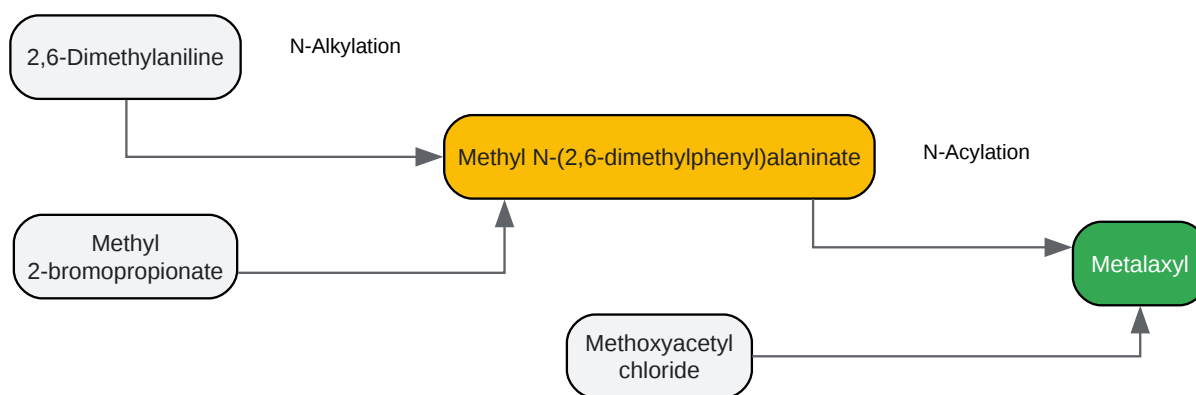 2,6-Dimethylaniline
N-Alkylation
Methyl N-(2,6-dimethylphenyl)alaninate
N-Acylation
Methyl
2-bromopropionate
Metalaxyl
Methoxyacetyl
chloride